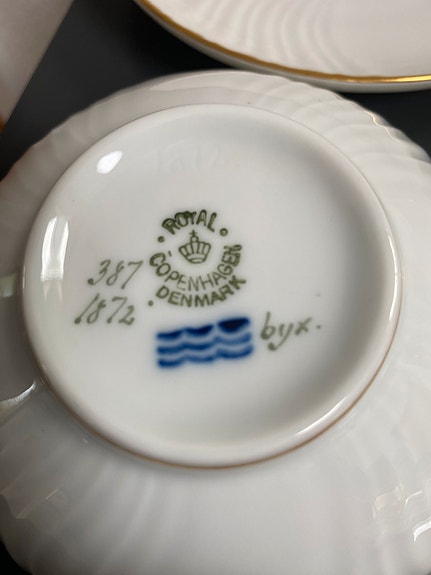 ROYAL
COPENHAGEN
DENMARK
387
1872
byx.